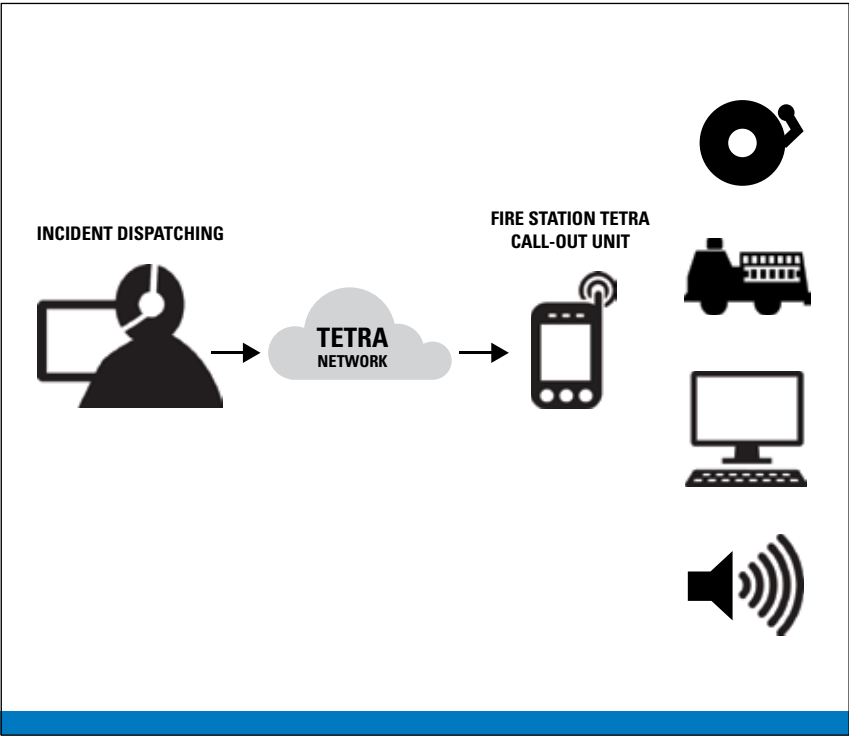 INCIDENT DISPATCHING
TETRA
NETWORK
FIRE STATION TETRA
CALL-OUT UNIT